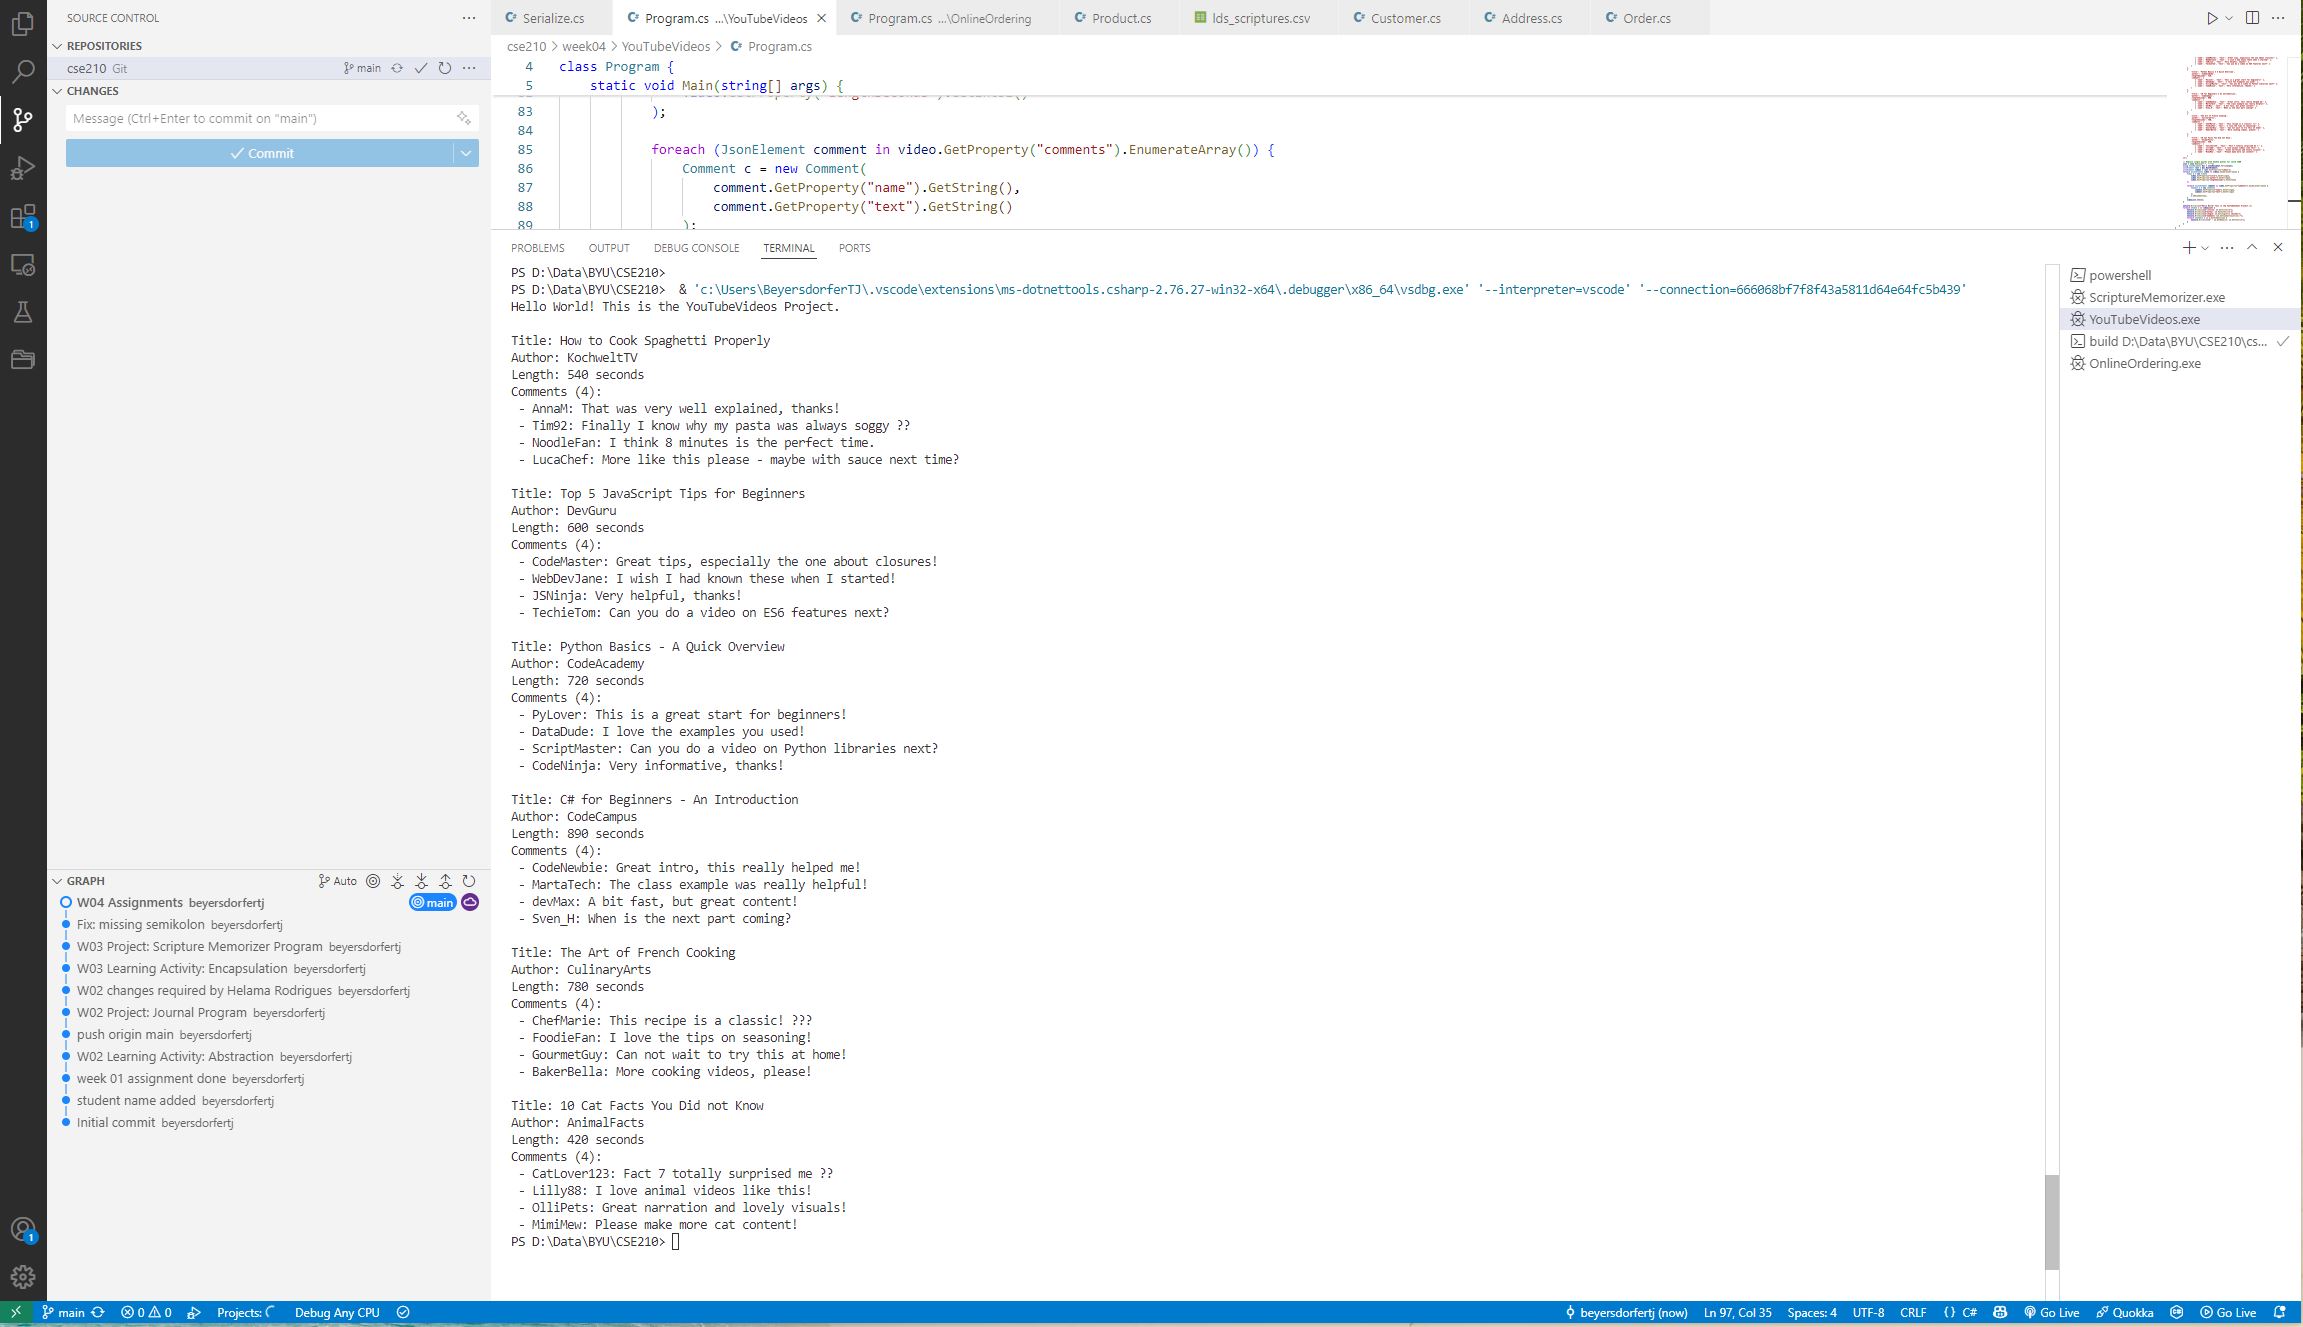 SOURCE CONTROL
REPOSITORIES
cse210 Git
main
CHANGES
Message (Ctrl+Enter to commit on "main")
Commit
GRAPH
Auto
W04 Assignments beyersdorfertj
main
Fix: missing semikolon beyersdorfertj
W03 Project: Scripture Memorizer Program beyersdorfertj
W03 Learning Activity: Encapsulation beyersdorfertj
W02 changes required by Helama Rodrigues beyersdorfertj
W02 Project: Journal Program beyersdorfertj
push origin main beyersdorfertj
W02 Learning Activity: Abstraction beyersdorfertj
week 01 assignment done beyersdorfertj
student name added beyersdorfertj
Initial commit beyersdorfertj
1
1
Serialize.cs
Program.cs ...\YouTubeVideos
Program.cs ...\OnlineOrdering
Product.cs
lds_scriptures.csv
Customer.cs
Address.cs
Order.cs
cse210 > week04 > YouTubeVideos > Program.cs
4 class Program {
5 static void Main(string[] args) {
83 );
84
85 foreach (JsonElement comment in video.GetProperty("comments").EnumerateArray()) {
86 Comment c = new Comment(
87 comment.GetProperty("name").GetString(),
88 comment.GetProperty("text").GetString()
89 );
PROBLEMS OUTPUT DEBUG CONSOLE TERMINAL PORTS
PS D:\Data\BYU\CSE210>
PS D:\Data\BYU\CSE210> & 'c:\Users\BeyersdorferTJ\.vscode\extensions\ms-dotnettools.csharp-2.76.27-win32-x64\.debugger\x86_64\vsdbg.exe' '--interpreter=vscode' '--connection=666068bf7f8f43a5811d64e64fc5b439'
Hello World! This is the YouTubeVideos Project.
Title: How to Cook Spaghetti Properly
Author: KochweltTV
Length: 540 seconds
Comments (4):
- AnnaM: That was very well explained, thanks!
- Tim92: Finally I know why my pasta was always soggy ??
- NoodleFan: I think 8 minutes is the perfect time.
- LucaChef: More like this please - maybe with sauce next time?
Title: Top 5 JavaScript Tips for Beginners
Author: DevGuru
Length: 600 seconds
Comments (4):
- CodeMaster: Great tips, especially the one about closures!
- WebDevJane: I wish I had known these when I started!
- JSNinja: Very helpful, thanks!
- TechieTom: Can you do a video on ES6 features next?
Title: Python Basics - A Quick Overview
Author: CodeAcademy
Length: 720 seconds
Comments (4):
- PyLover: This is a great start for beginners!
- DataDude: I love the examples you used!
- ScriptMaster: Can you do a video on Python libraries next?
- CodeNinja: Very informative, thanks!
Title: C# for Beginners - An Introduction
Author: CodeCampus
Length: 890 seconds
Comments (4):
- CodeNewbie: Great intro, this really helped me!
- MartaTech: The class example was really helpful!
- devMax: A bit fast, but great content!
- Sven_H: When is the next part coming?
Title: The Art of French Cooking
Author: CulinaryArts
Length: 780 seconds
Comments (4):
- ChefMarie: This recipe is a classic! ???
- FoodieFan: I love the tips on seasoning!
- GourmetGuy: Can not wait to try this at home!
- BakerBella: More cooking videos, please!
Title: 10 Cat Facts You Did not Know
Author: AnimalFacts
Length: 420 seconds
Comments (4):
- CatLover123: Fact 7 totally surprised me ??
- Lilly88: I love animal videos like this!
- OlliPets: Great narration and lovely visuals!
- MimiMew: Please make more cat content!
PS D:\Data\BYU\CSE210>
powershell
ScriptureMemorizer.exe
YouTubeVideos.exe
build D:\Data\BYU\CSE210\cs...
OnlineOrdering.exe
main 0 0 Projects: Debug Any CPU beyersdorfertj (now) Ln 97, Col 35 Spaces: 4 UTF-8 CRLF {} C# Go Live Quokka Go Live